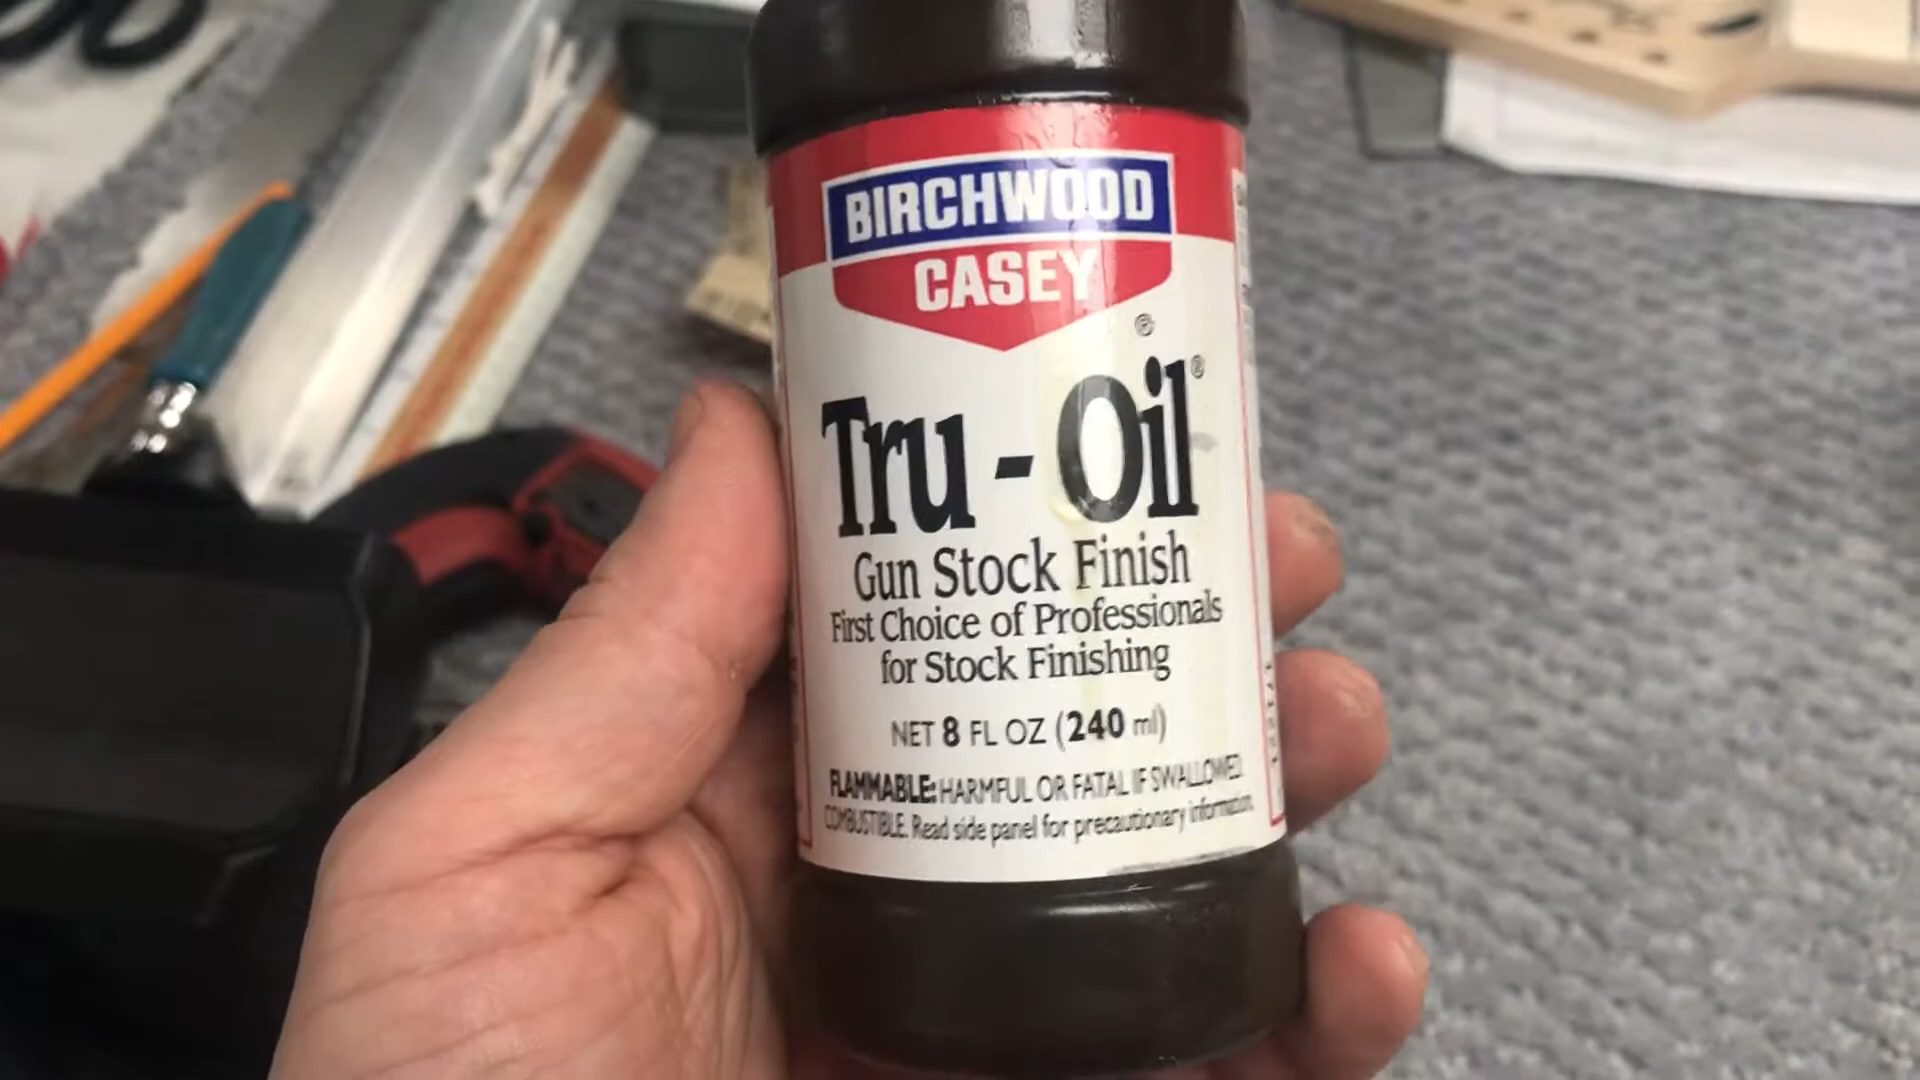 BIRCHWOOD
CASEY
®
Tru-Oil®
Gun Stock Finish
First Choice of Professionals
for Stock Finishing
NET 8 FL OZ (240 ml)
FLAMMABLE: HARMFUL OR FATAL IF SWALLOWED.
COMBUSTIBLE. Read side panel for precautionary information.